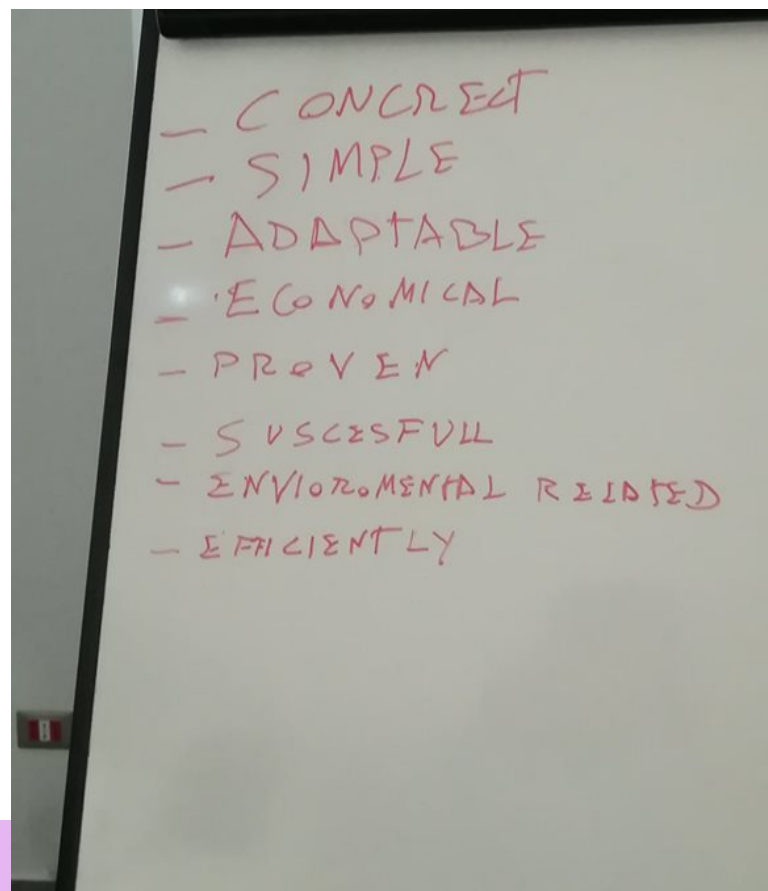 - CONCRECT
- SIMPLE
- ADAPTABLE
- ECONOMICAL
- PROVEN
- SUSCESFULL
- ENVIOROMENTAL RELATED
- EFFICIENTLY